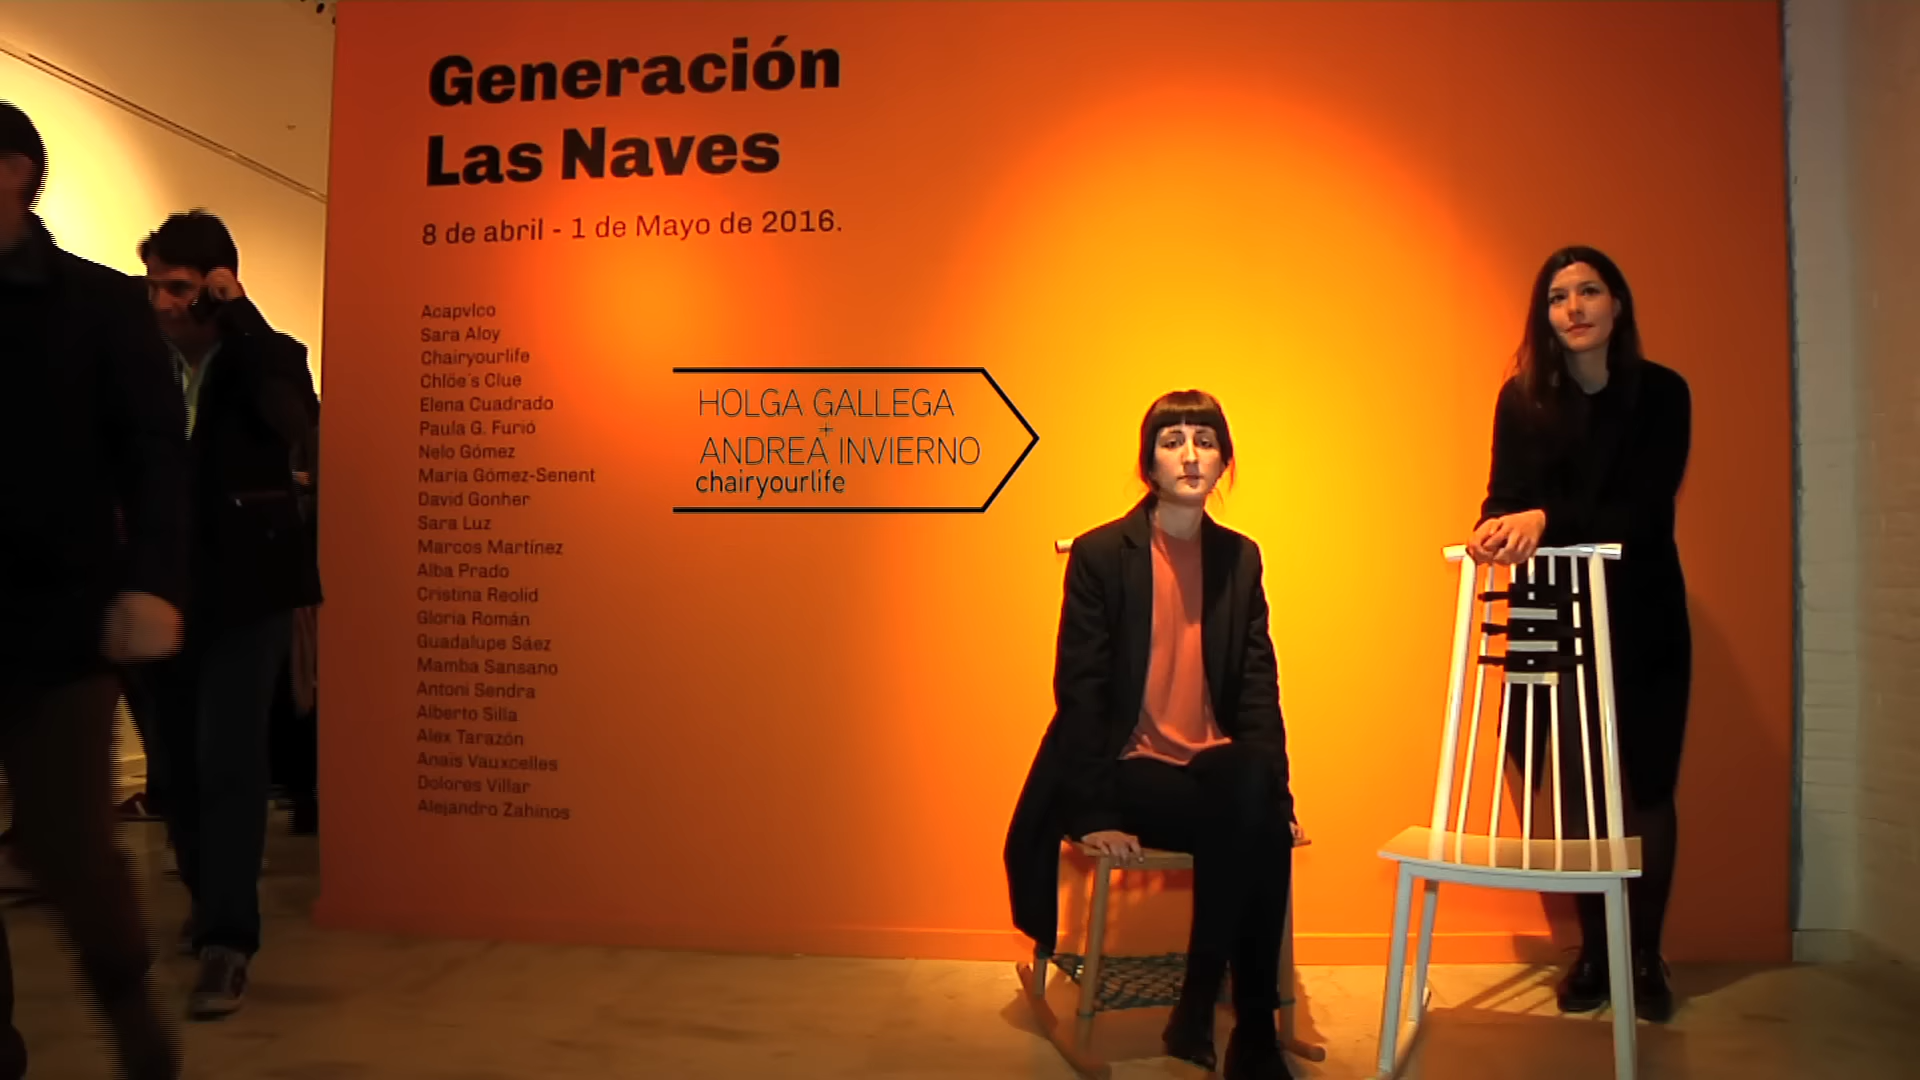 Generación
Las Naves
8 de abril - 1 de Mayo de 2016.
Acapvlco
Sara Aloy
Chairyourlife
Chlöe´s Clue
Elena Cuadrado
Paula G. Furió
Nelo Gómez
María Gómez-Senent
David Gonher
Sara Luz
Marcos Martínez
Alba Prado
Cristina Reolid
Gloria Román
Guadalupe Sáez
Mamba Sansano
Antoni Sendra
Alberto Silla
Alex Tarazón
Anaïs Vauxcelles
Dolores Villar
Alejandro Zahinos
HOLGA GALLEGA
+
ANDREA INVIERNO
chairyourlife